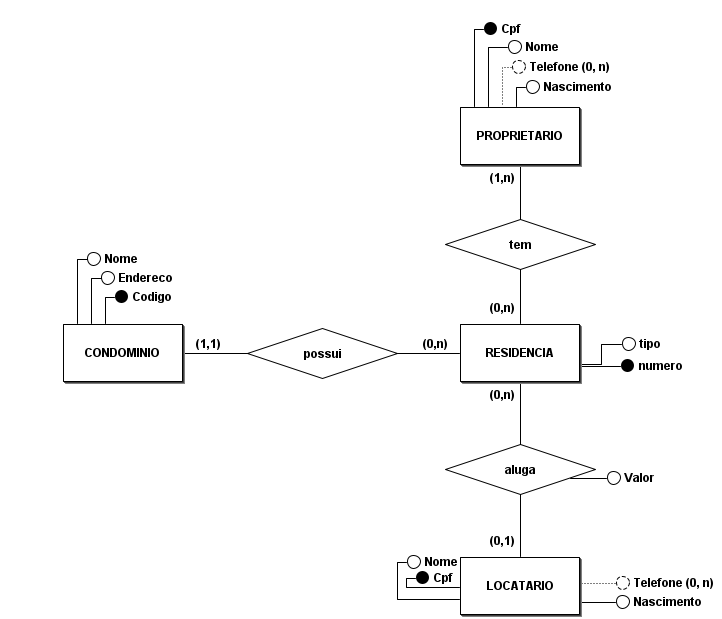 Cpf
Nome
Telefone (0, n)
Nascimento
PROPRIETARIO
(1,n)
tem
(0,n)
Nome
Endereco
Codigo
CONDOMINIO
(1,1)
possui
(0,n)
RESIDENCIA
tipo
numero
(0,n)
aluga
Valor
(0,1)
Nome
Cpf
LOCATARIO
Telefone (0, n)
Nascimento